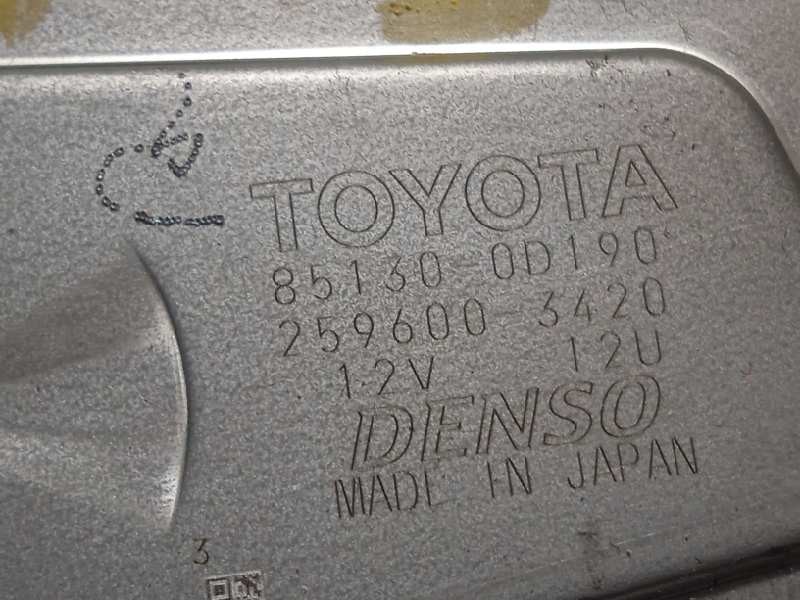 TOYOTA
85130-0D190
259600-3420
12V 12U
DENSO
MADE IN JAPAN
3